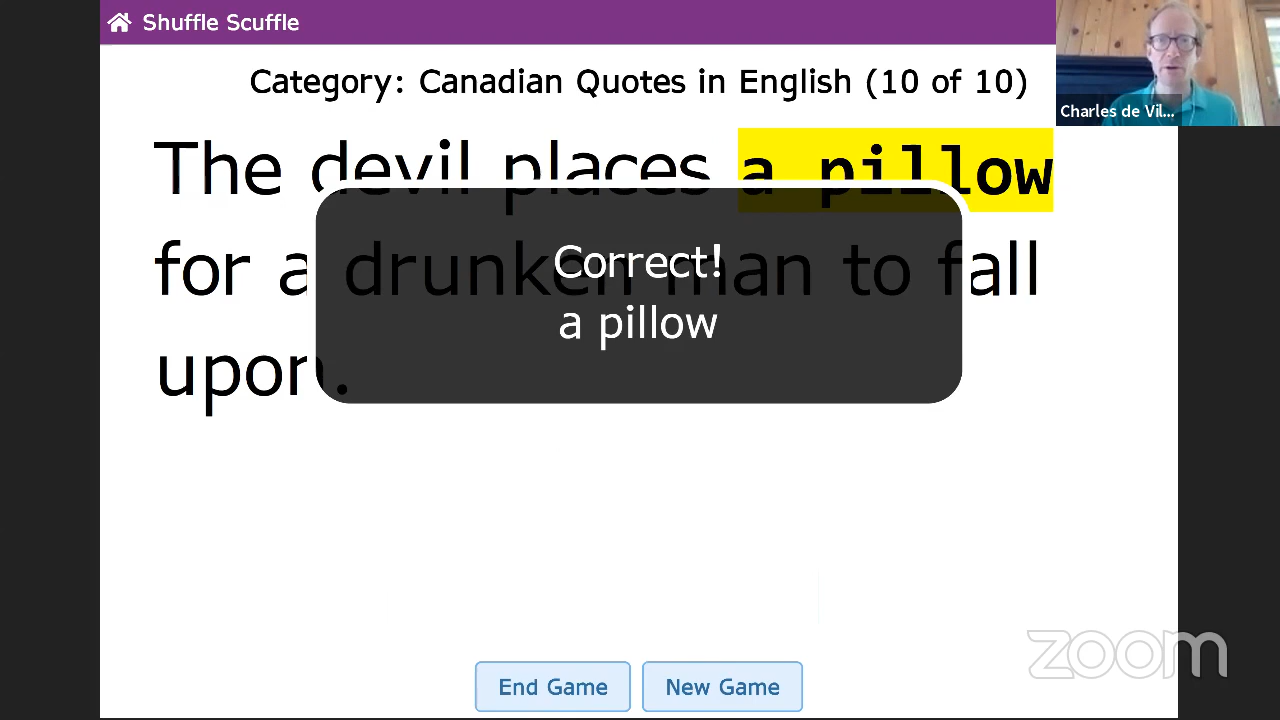 Shuffle Scuffle
Category: Canadian Quotes in English (10 of 10)
Charles de Vil...
The devil places a pillow
for a drunken man to fall
upon.
Correct!
a pillow
End Game
New Game
zoom